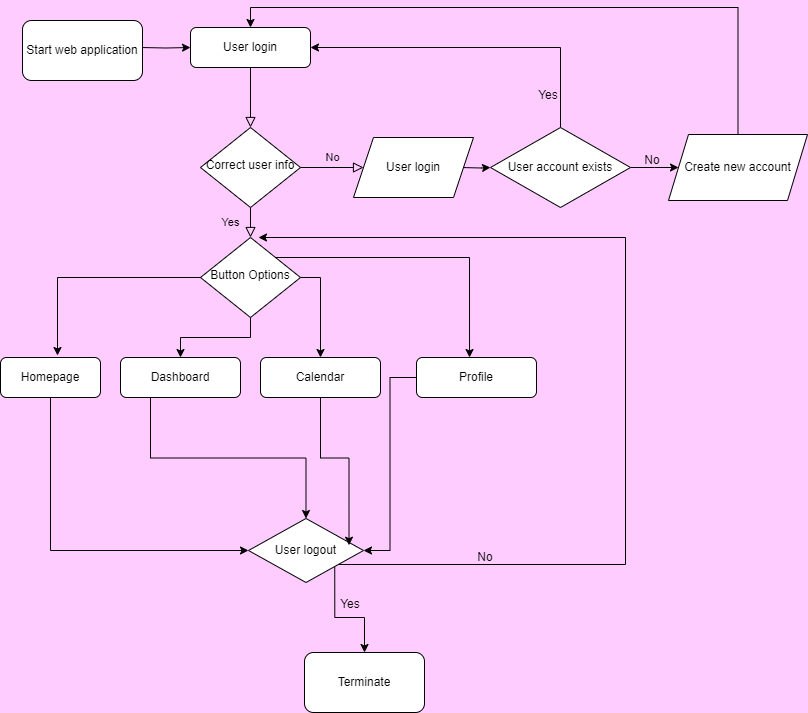 Start web application
User login
Yes
Correct user info
No
User login
User account exists
No
Create new account
Yes
Button Options
Homepage
Dashboard
Calendar
Profile
User logout
No
Yes
Terminate